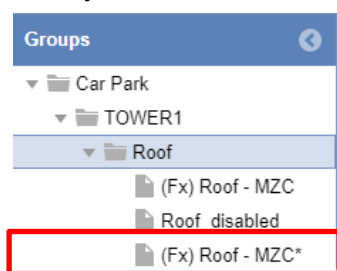 Groups
Car Park
TOWER1
Roof
(Fx) Roof - MZC
Roof_disabled
(Fx) Roof - MZC*